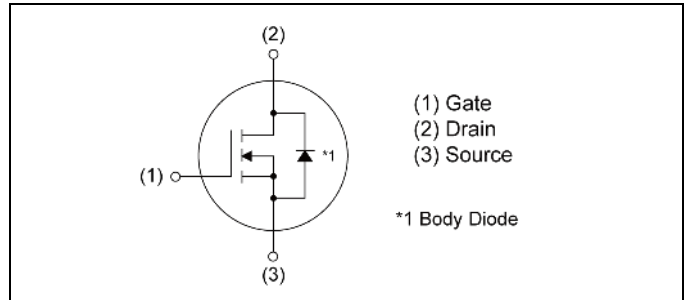 (2)
(1) Gate
(2) Drain
(3) Source
*1
(1)
*1 Body Diode
(3)